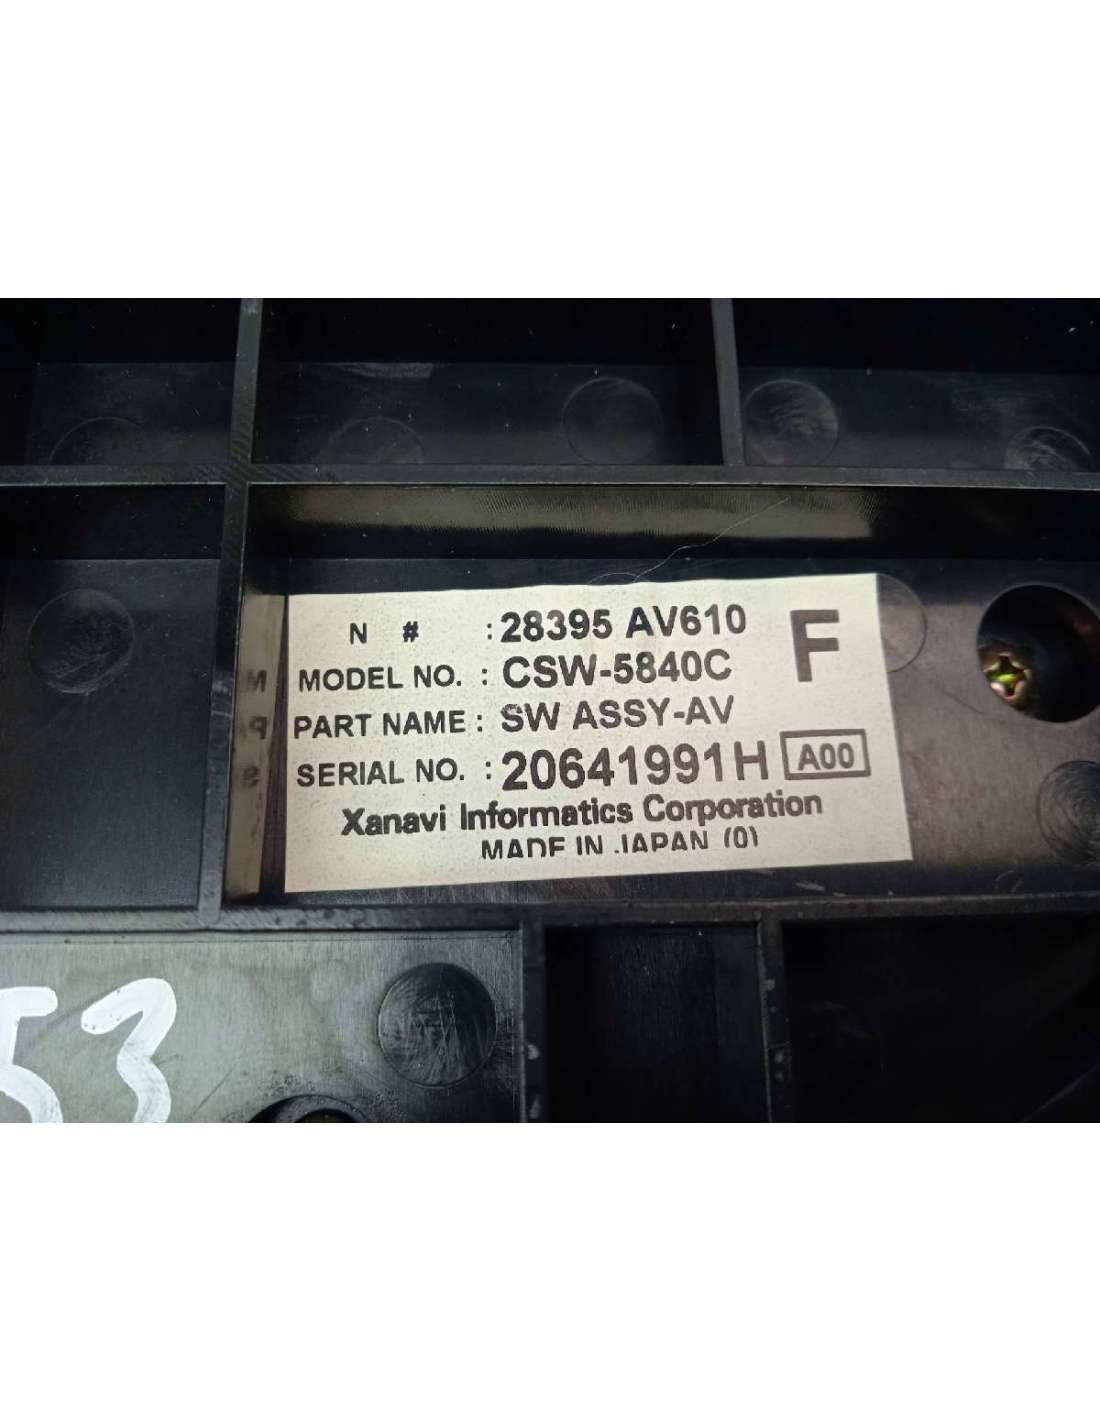 N # : 28395 AV610 F
MODEL NO. : CSW-5840C
PART NAME : SW ASSY-AV
SERIAL NO. : 20641991H A00
Xanavi Informatics Corporation
MADE IN JAPAN (0)
53